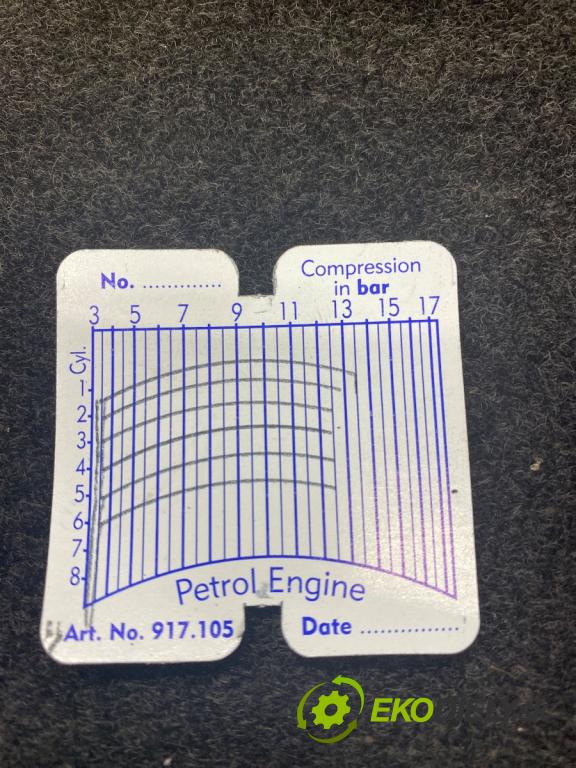 No. .............
Compression
in bar
3 5 7 9 11 13 15 17
Cyl.
1
2
3
4
5
6
7
8
Petrol Engine
Art. No. 917.105
Date ...............
EKO